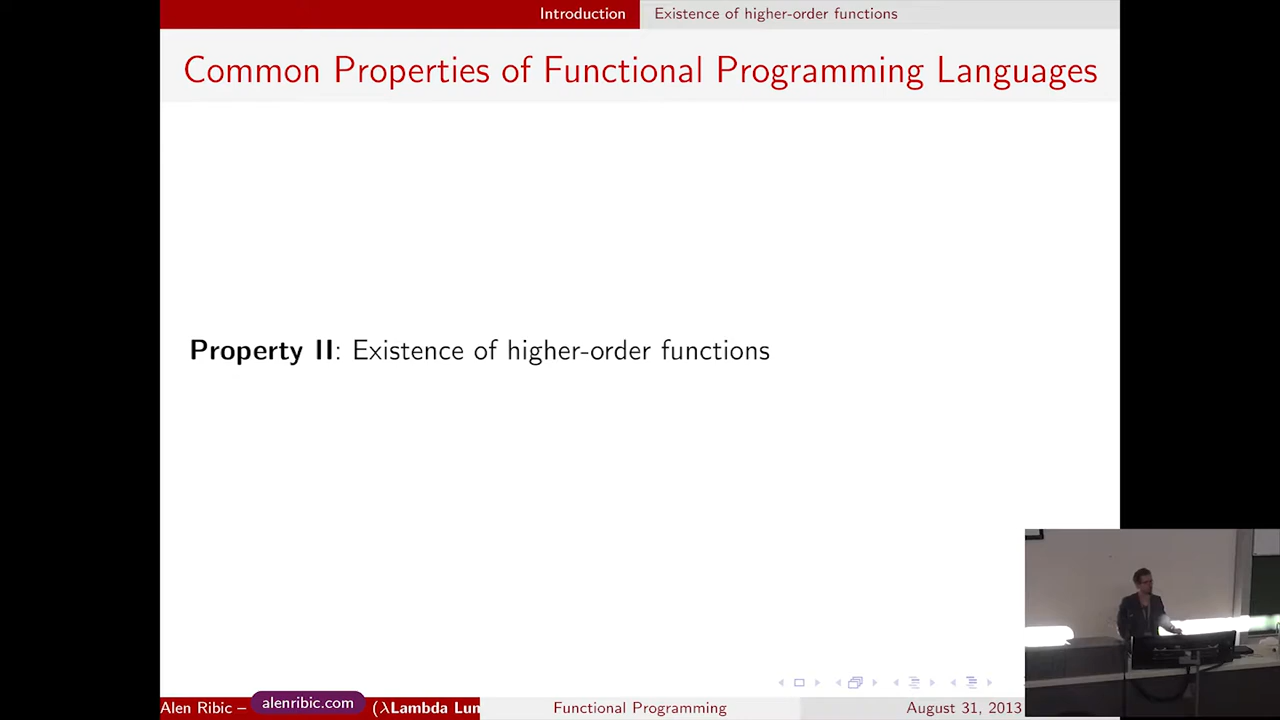 Introduction
Existence of higher-order functions
Common Properties of Functional Programming Languages
Property II: Existence of higher-order functions
Alen Ribic – alenribic.com (λLambda Lun
Functional Programming
August 31, 2013